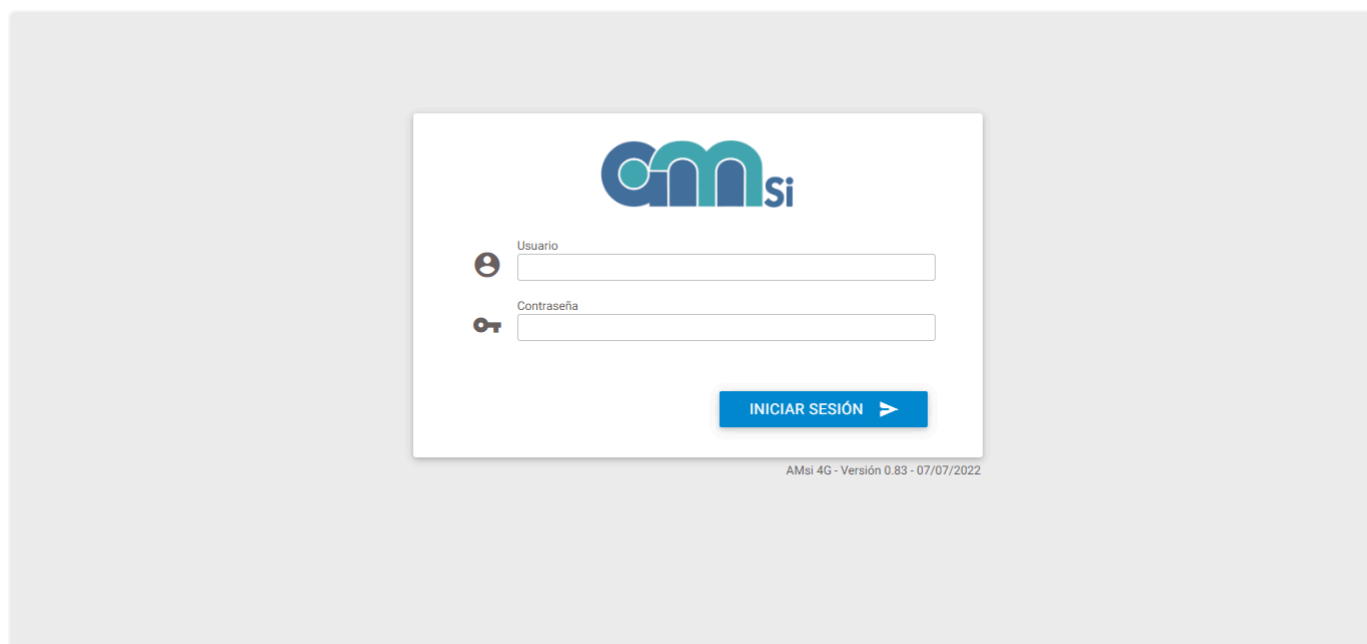 amsi
Usuario
Contraseña
INICIAR SESIÓN
AMsi 4G - Versión 0.83 - 07/07/2022